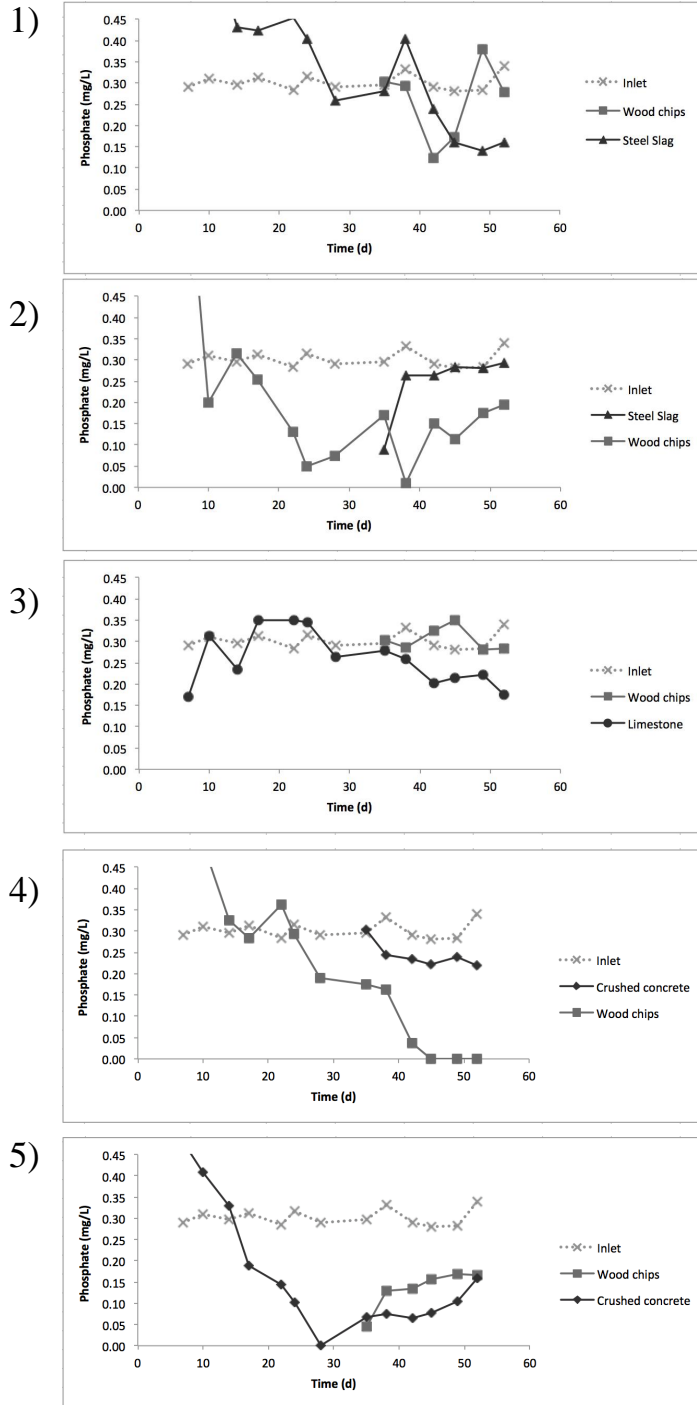 1)
0.45
0.40
0.35
0.30
0.25
0.20
0.15
0.10
0.05
0.00
Phosphate (mg/L)
0 10 20 30 40 50 60
Time (d)
Inlet
Wood chips
Steel Slag
2)
0.45
0.40
0.35
0.30
0.25
0.20
0.15
0.10
0.05
0.00
Phosphate (mg/L)
0 10 20 30 40 50 60
Time (d)
Inlet
Steel Slag
Wood chips
3)
0.45
0.40
0.35
0.30
0.25
0.20
0.15
0.10
0.05
0.00
Phosphate (mg/L)
0 10 20 30 40 50 60
Time (d)
Inlet
Wood chips
Limestone
4)
0.45
0.40
0.35
0.30
0.25
0.20
0.15
0.10
0.05
0.00
Phosphate (mg/L)
0 10 20 30 40 50 60
Time (d)
Inlet
Crushed concrete
Wood chips
5)
0.45
0.40
0.35
0.30
0.25
0.20
0.15
0.10
0.05
0.00
Phosphate (mg/L)
0 10 20 30 40 50 60
Time (d)
Inlet
Wood chips
Crushed concrete